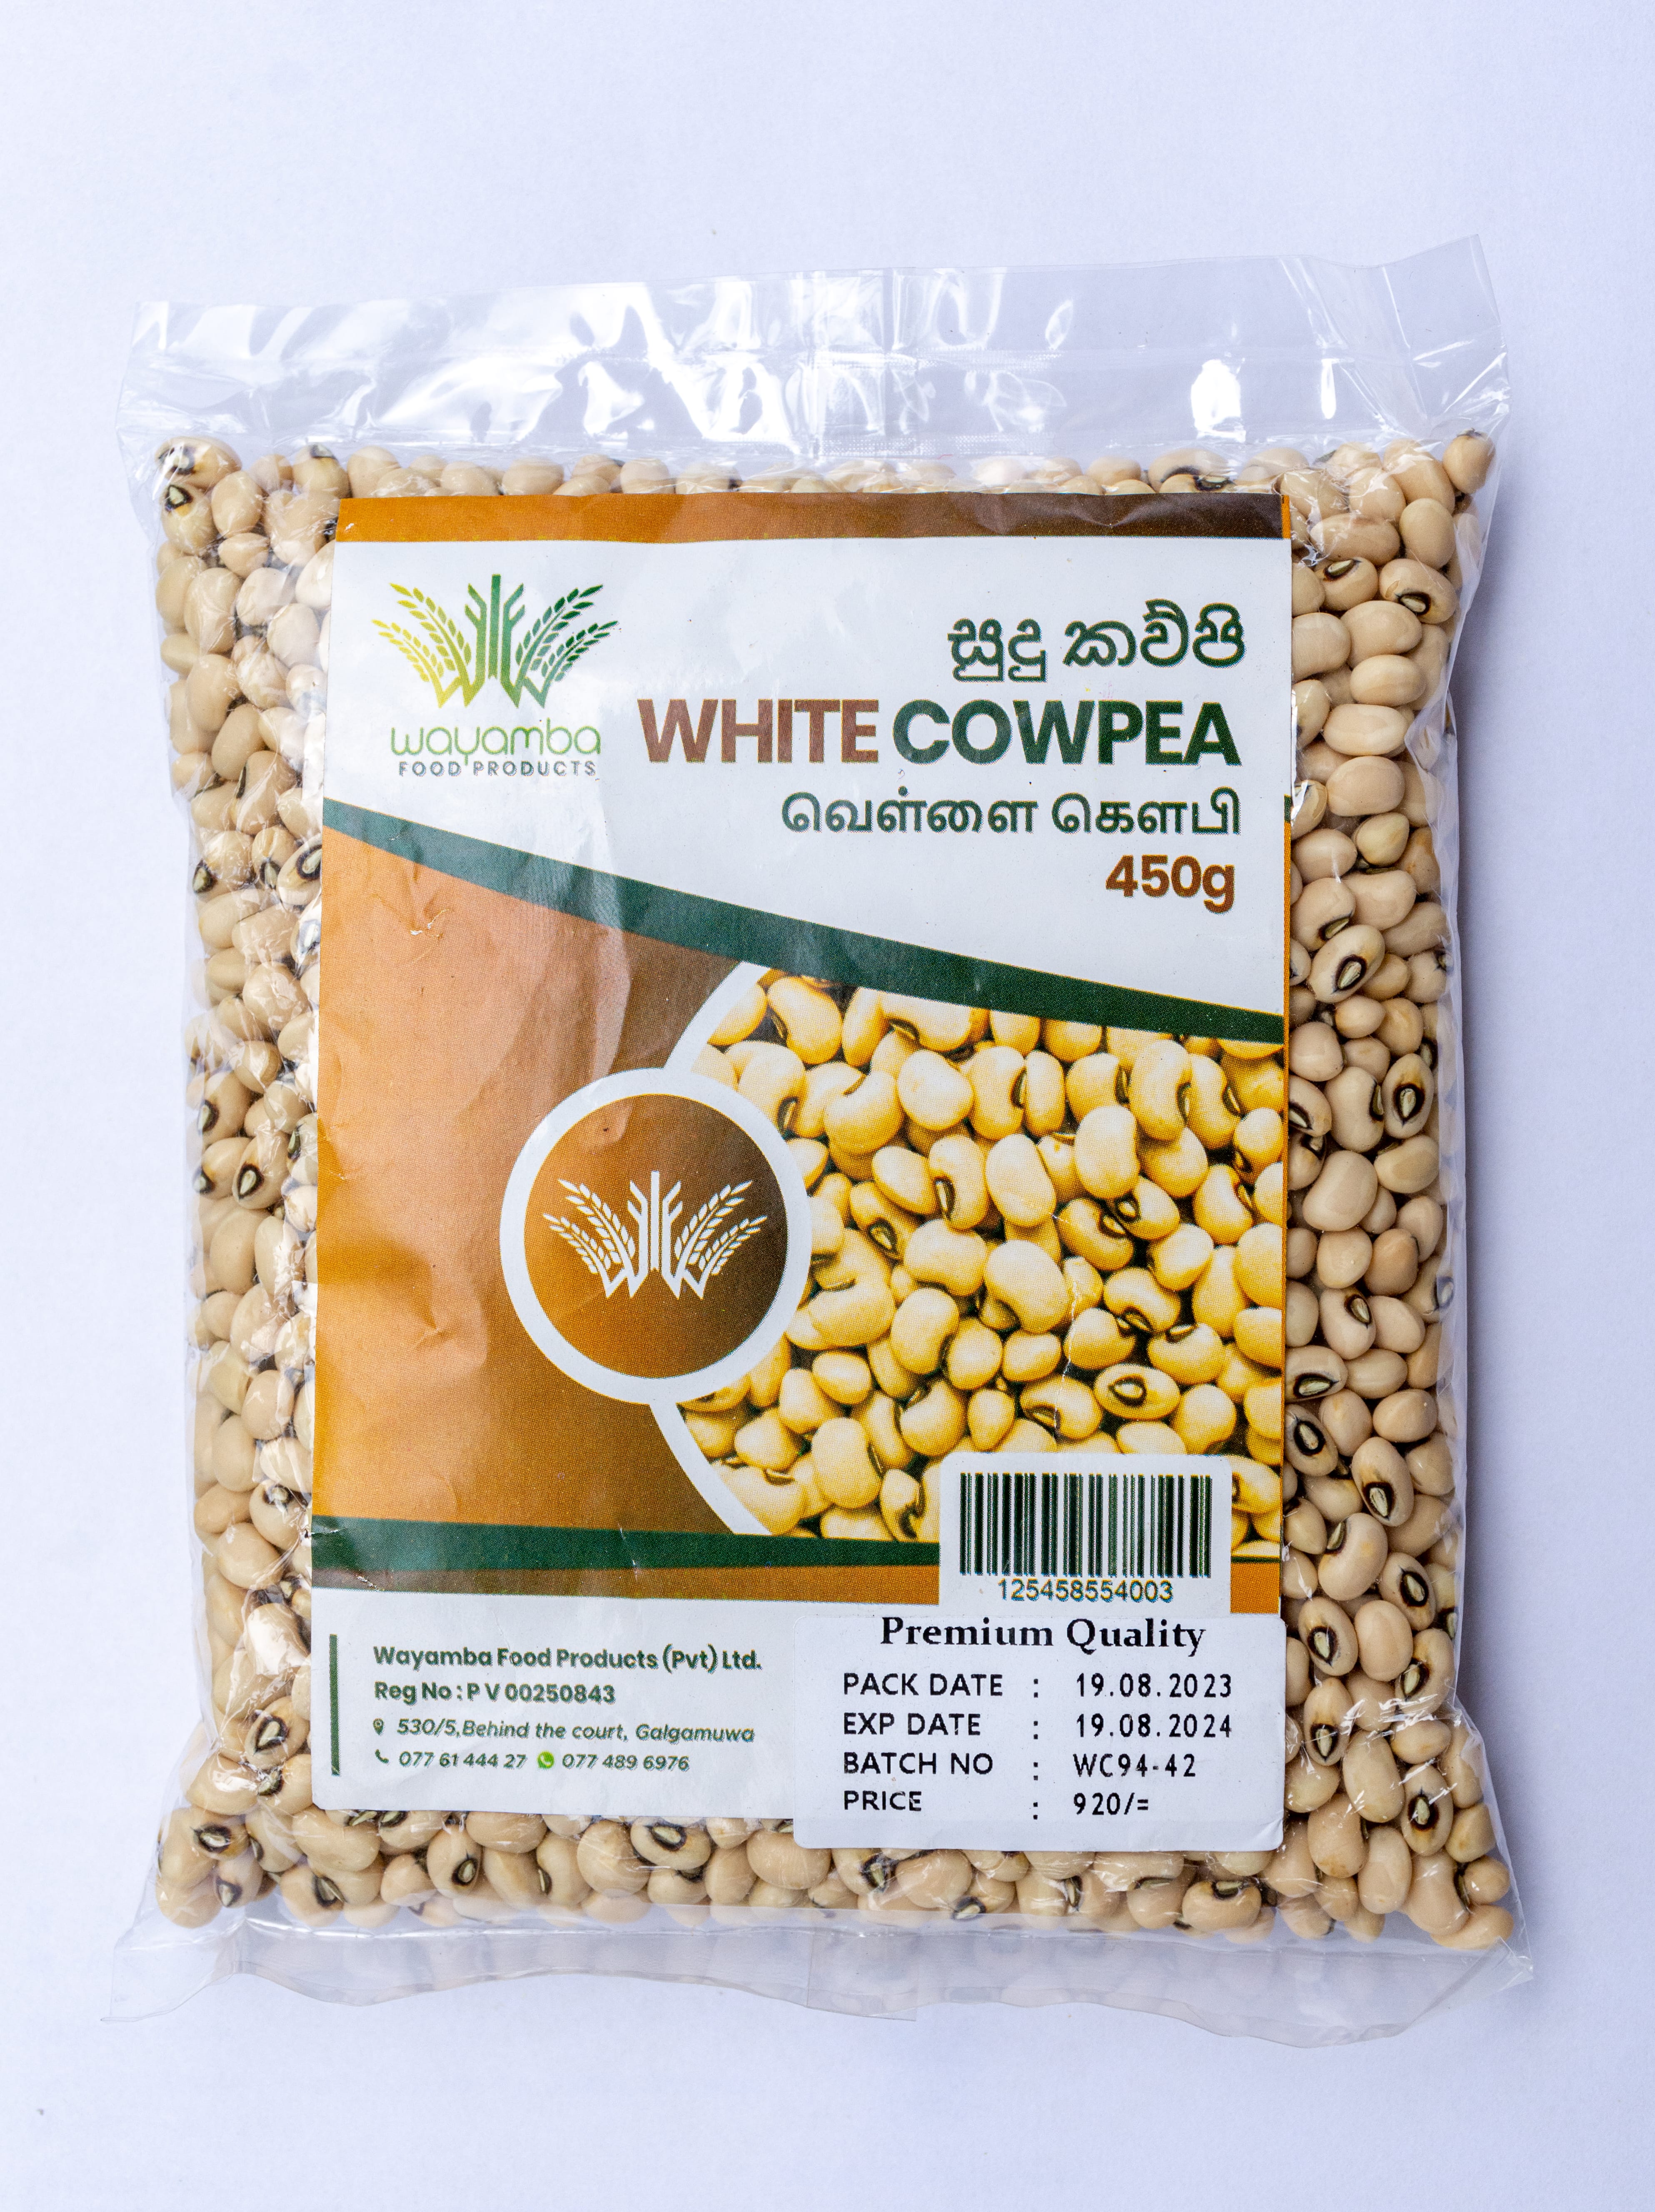 wayamba
FOOD PRODUCTS
සුදු කව්පි
WHITE COWPEA
வெள்ளை கௌபி
450g
125458554003
Premium Quality
PACK DATE : 19.08.2023
EXP DATE : 19.08.2024
BATCH NO : WC94-42
PRICE : 920/=
Wayamba Food Products (Pvt) Ltd.
Reg No : P V 00250843
530/5,Behind the court, Galgamuwa
077 61 444 27 077 489 6976